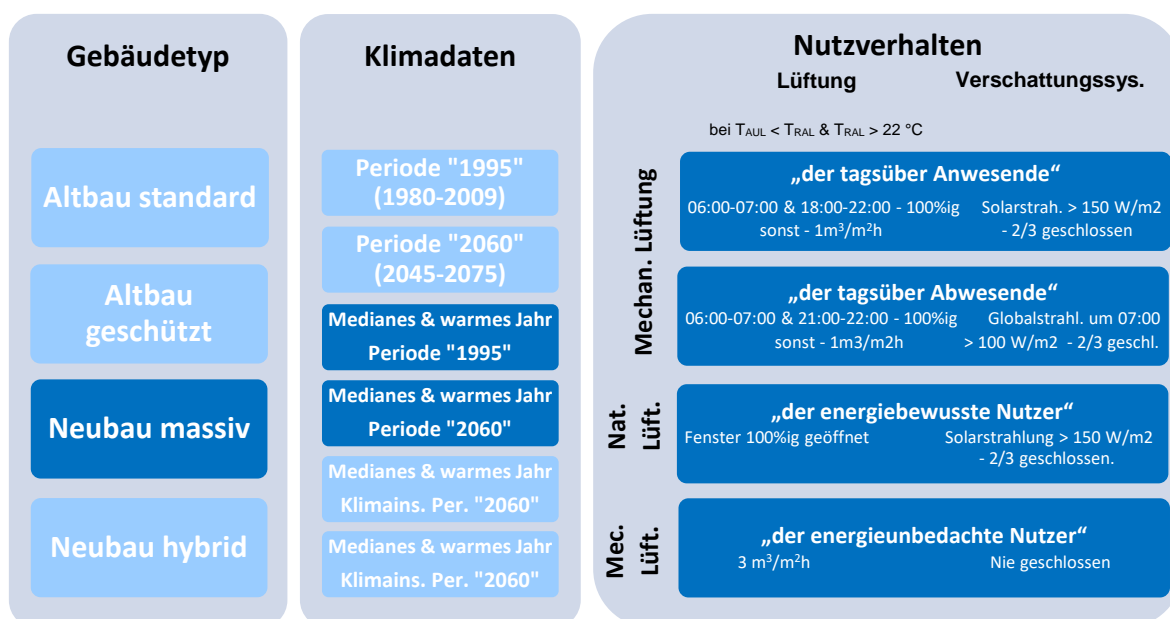 Gebäudetyp
Altbau standard
Altbau
geschützt
Neubau massiv
Neubau hybrid
Klimadaten
Periode "1995"
(1980-2009)
Periode "2060"
(2045-2075)
Medianes & warmes Jahr
Periode "1995"
Medianes & warmes Jahr
Periode "2060"
Medianes & warmes Jahr
Klimains. Per. "2060"
Medianes & warmes Jahr
Klimains. Per. "2060"
Nutzverhalten
Lüftung Verschattungssys.
bei TAUL < TRAL & TRAL > 22 °C
Mechan. Lüftung
„der tagsüber Anwesende“
06:00-07:00 & 18:00-22:00 - 100%ig Solarstrah. > 150 W/m2
sonst - 1m³/m²h - 2/3 geschlossen
„der tagsüber Abwesende“
06:00-07:00 & 21:00-22:00 - 100%ig Globalstrahl. um 07:00
sonst - 1m3/m2h > 100 W/m2 - 2/3 geschl.
Nat.
Lüft.
„der energiebewusste Nutzer“
Fenster 100%ig geöffnet Solarstrahlung > 150 W/m2
- 2/3 geschlossen.
Mec.
Lüft.
„der energieunbedachte Nutzer“
3 m³/m²h Nie geschlossen